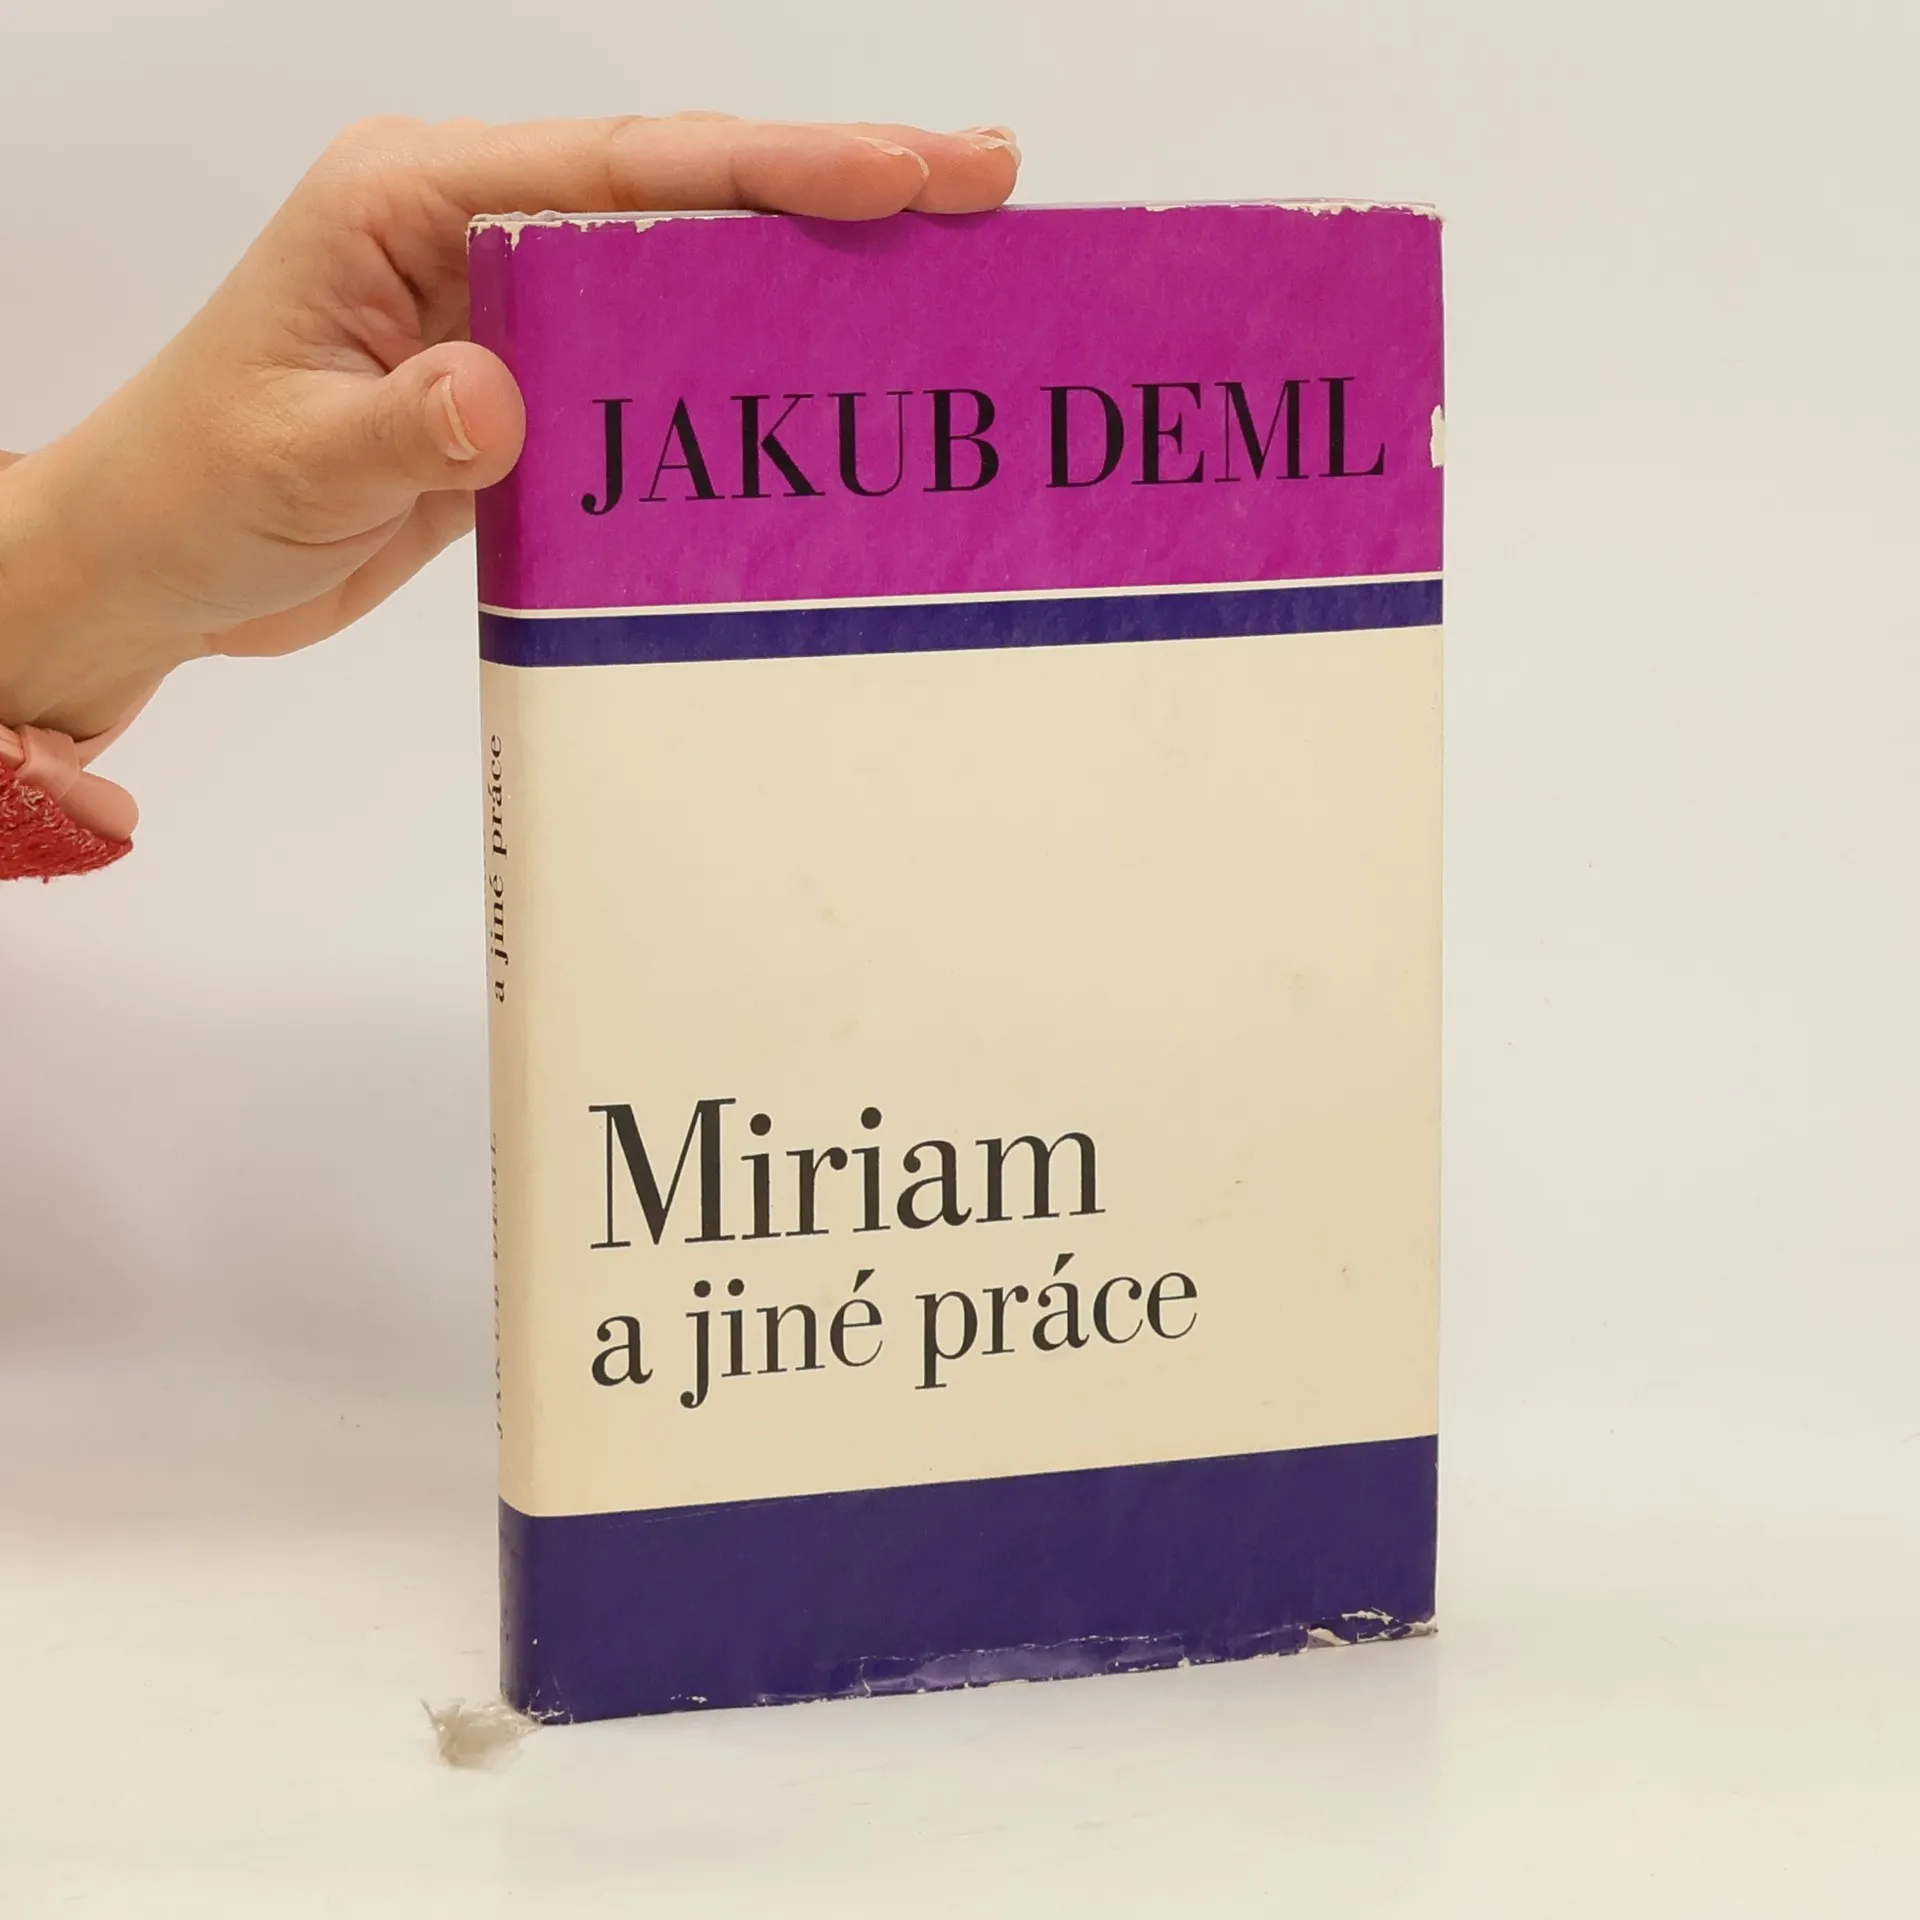 JAKUB DEML
Miriam
a jiné práce
a jiné práce
JAKUB DEML